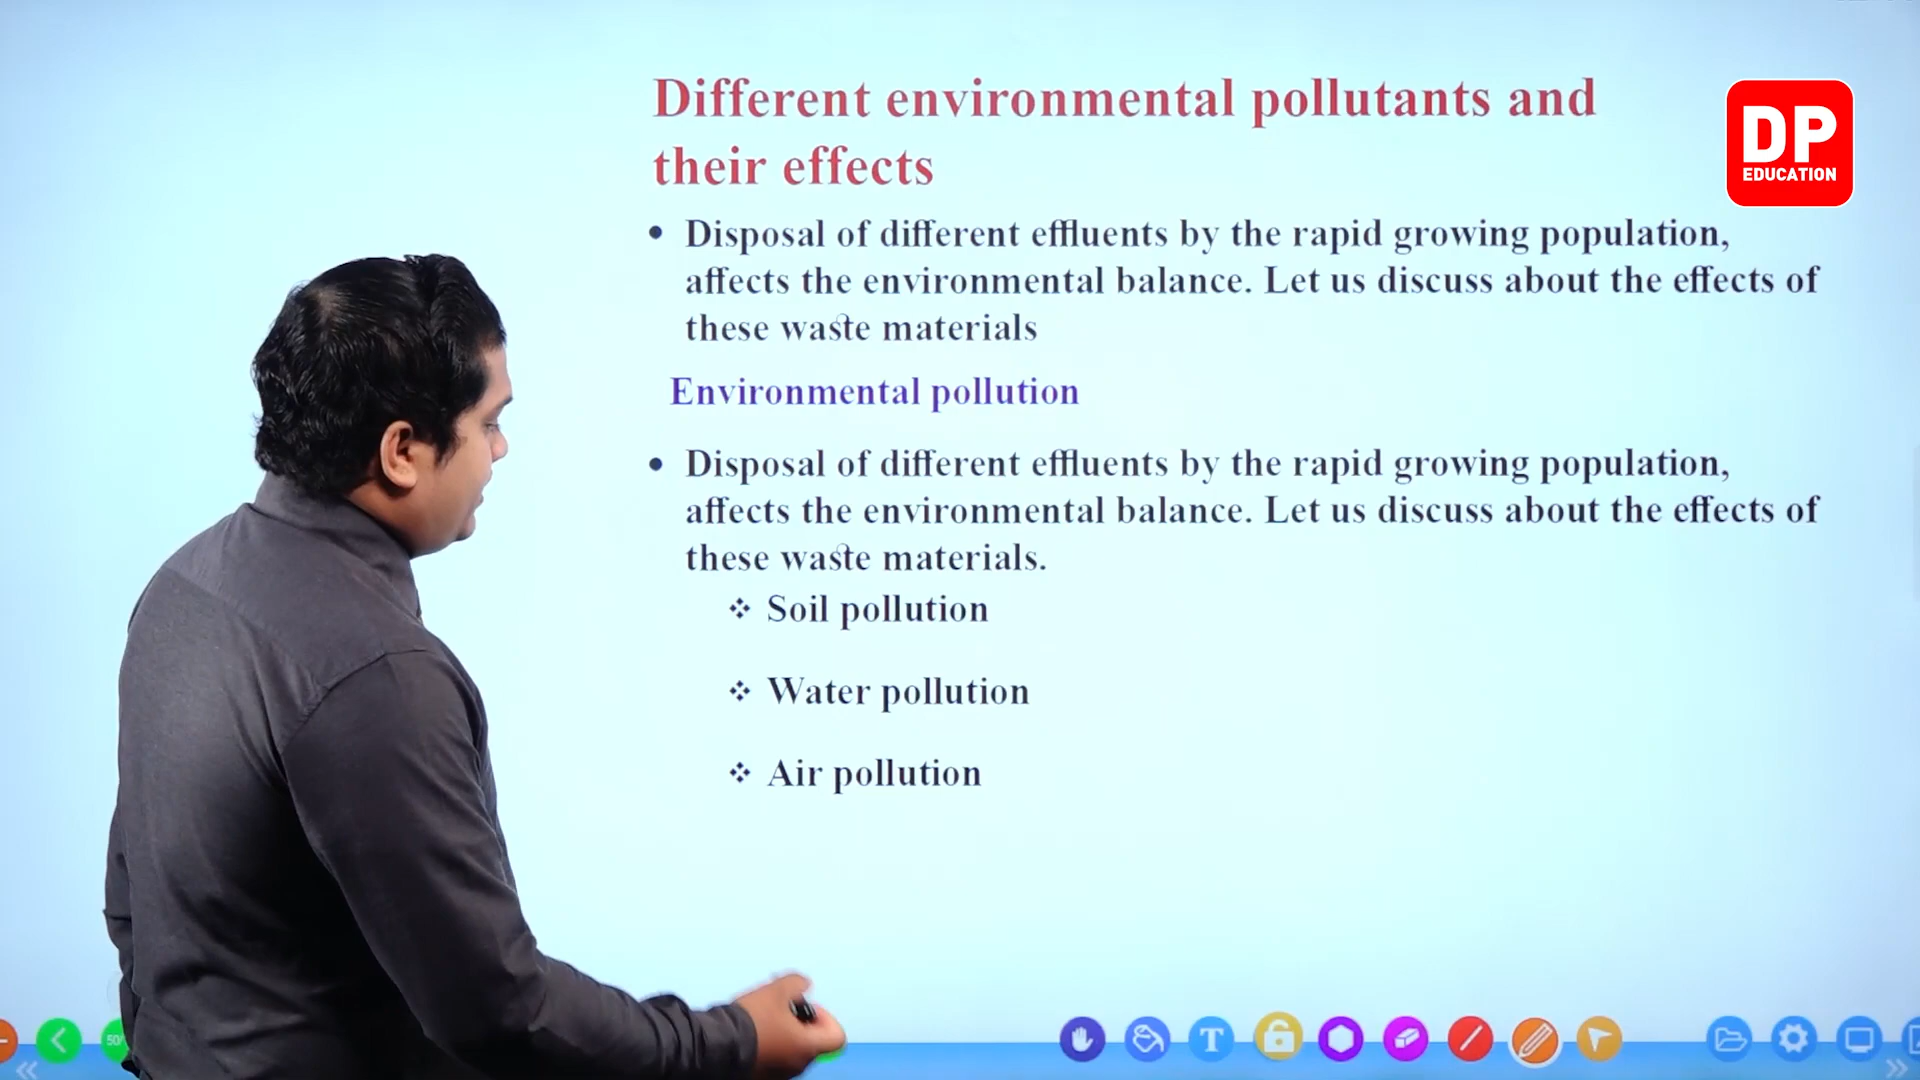 Different environmental pollutants and
their effects
DP
EDUCATION
• Disposal of different effluents by the rapid growing population,
affects the environmental balance. Let us discuss about the effects of
these waste materials
Environmental pollution
• Disposal of different effluents by the rapid growing population,
affects the environmental balance. Let us discuss about the effects of
these waste materials.
❖ Soil pollution
❖ Water pollution
❖ Air pollution
50/
T